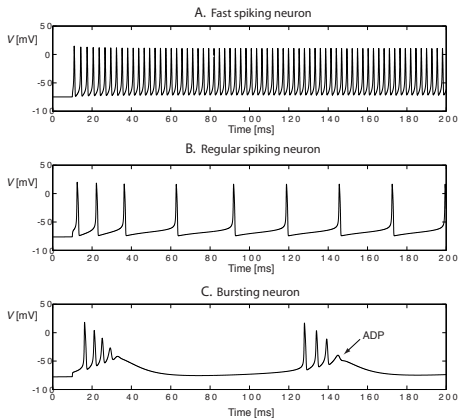 A. Fast spiking neuron
V [mV]
50
0
-50
-100
0 20 40 60 80 100 120 140 160 180 200
Time [ms]
B. Regular spiking neuron
V [mV]
50
0
-50
-100
0 20 40 60 80 100 120 140 160 180 200
Time [ms]
C. Bursting neuron
V [mV]
50
0
-50
-100
ADP
0 20 40 60 80 100 120 140 160 180 200
Time [ms]